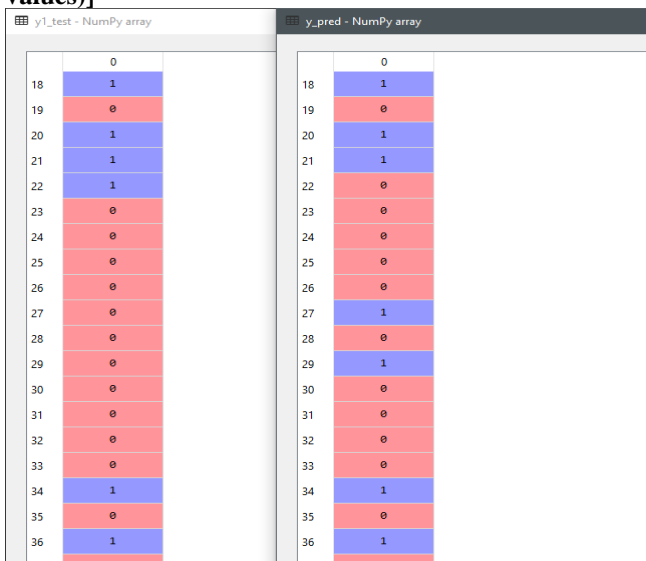 values)]
y1_test - NumPy array y_pred - NumPy array
0 0
18 1 18 1
19 0 19 0
20 1 20 1
21 1 21 1
22 1 22 0
23 0 23 0
24 0 24 0
25 0 25 0
26 0 26 0
27 0 27 1
28 0 28 0
29 0 29 1
30 0 30 0
31 0 31 0
32 0 32 0
33 0 33 0
34 1 34 1
35 0 35 0
36 1 36 1